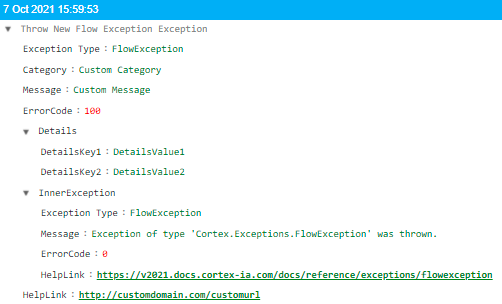 7 Oct 2021 15:59:53
Throw New Flow Exception Exception
Exception Type : FlowException
Category : Custom Category
Message : Custom Message
ErrorCode : 100
Details
DetailsKey1 : DetailsValue1
DetailsKey2 : DetailsValue2
InnerException
Exception Type : FlowException
Message : Exception of type 'Cortex.Exceptions.FlowException' was thrown.
ErrorCode : 0
HelpLink : https://v2021.docs.cortex-ia.com/docs/reference/exceptions/flowexception
HelpLink : http://customdomain.com/customurl